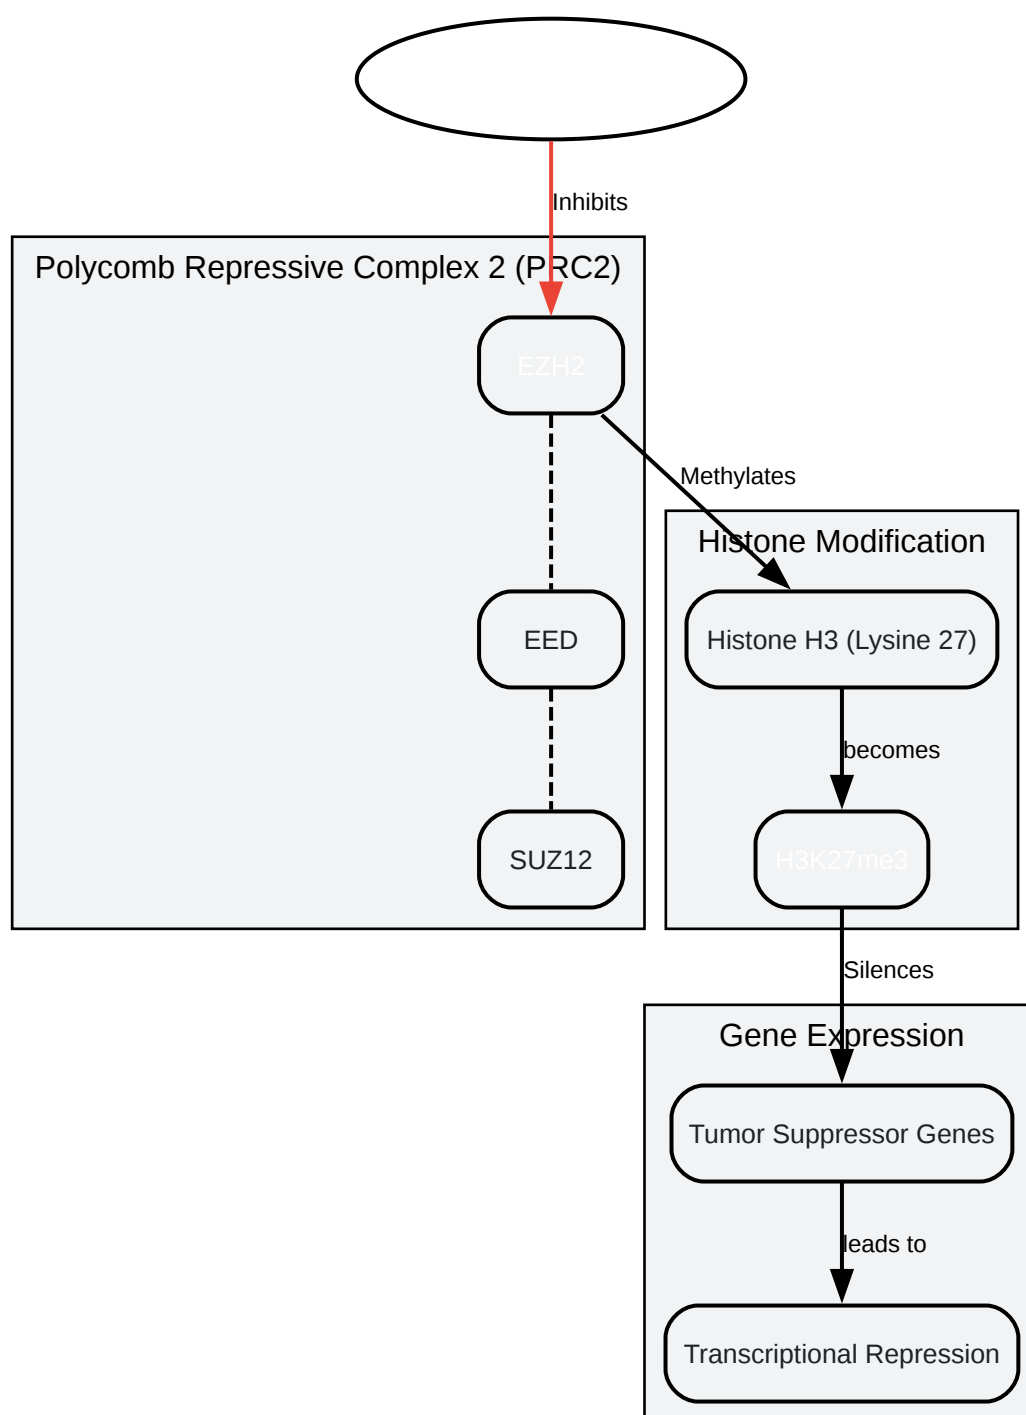 Inhibits
Polycomb Repressive Complex 2 (PRC2)
EZH2
Methylates
Histone Modification
EED
Histone H3 (Lysine 27)
becomes
SUZ12
H3K27me3
Silences
Gene Expression
Tumor Suppressor Genes
leads to
Transcriptional Repression